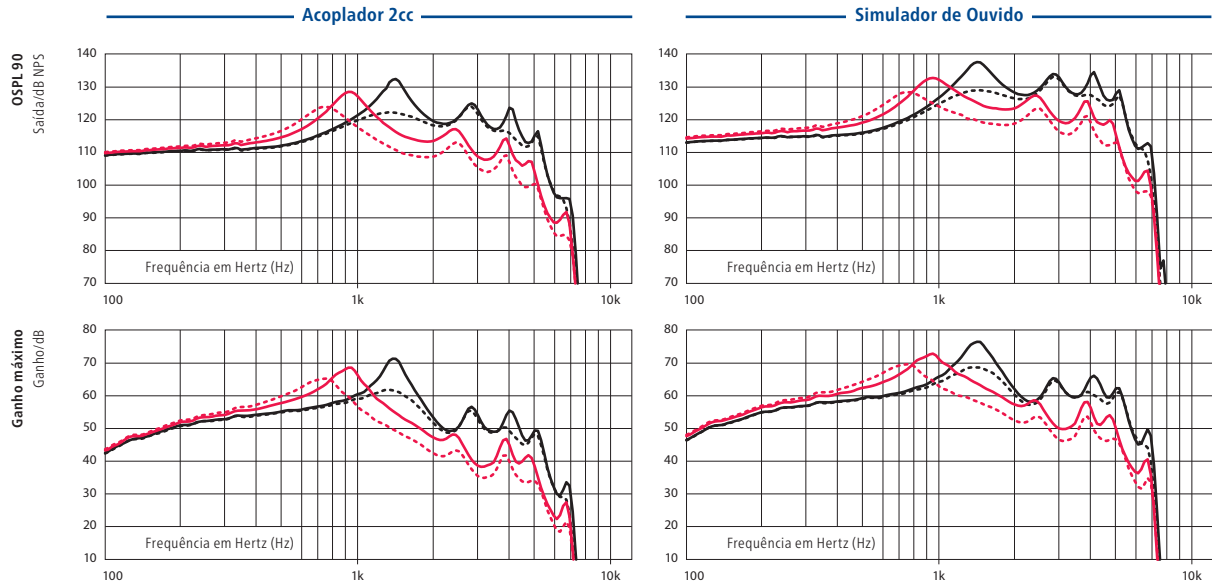 Acoplador 2cc
Simulador de Ouvido
OSPL 90
Saída/dB NPS
140
130
120
110
100
90
80
70
Frequência em Hertz (Hz)
100
1k
10k
140
130
120
110
100
90
80
70
Frequência em Hertz (Hz)
100
1k
10k
Ganho máximo
Ganho/dB
80
70
60
50
40
30
20
10
Frequência em Hertz (Hz)
100
1k
10k
80
70
60
50
40
30
20
10
Frequência em Hertz (Hz)
100
1k
10k